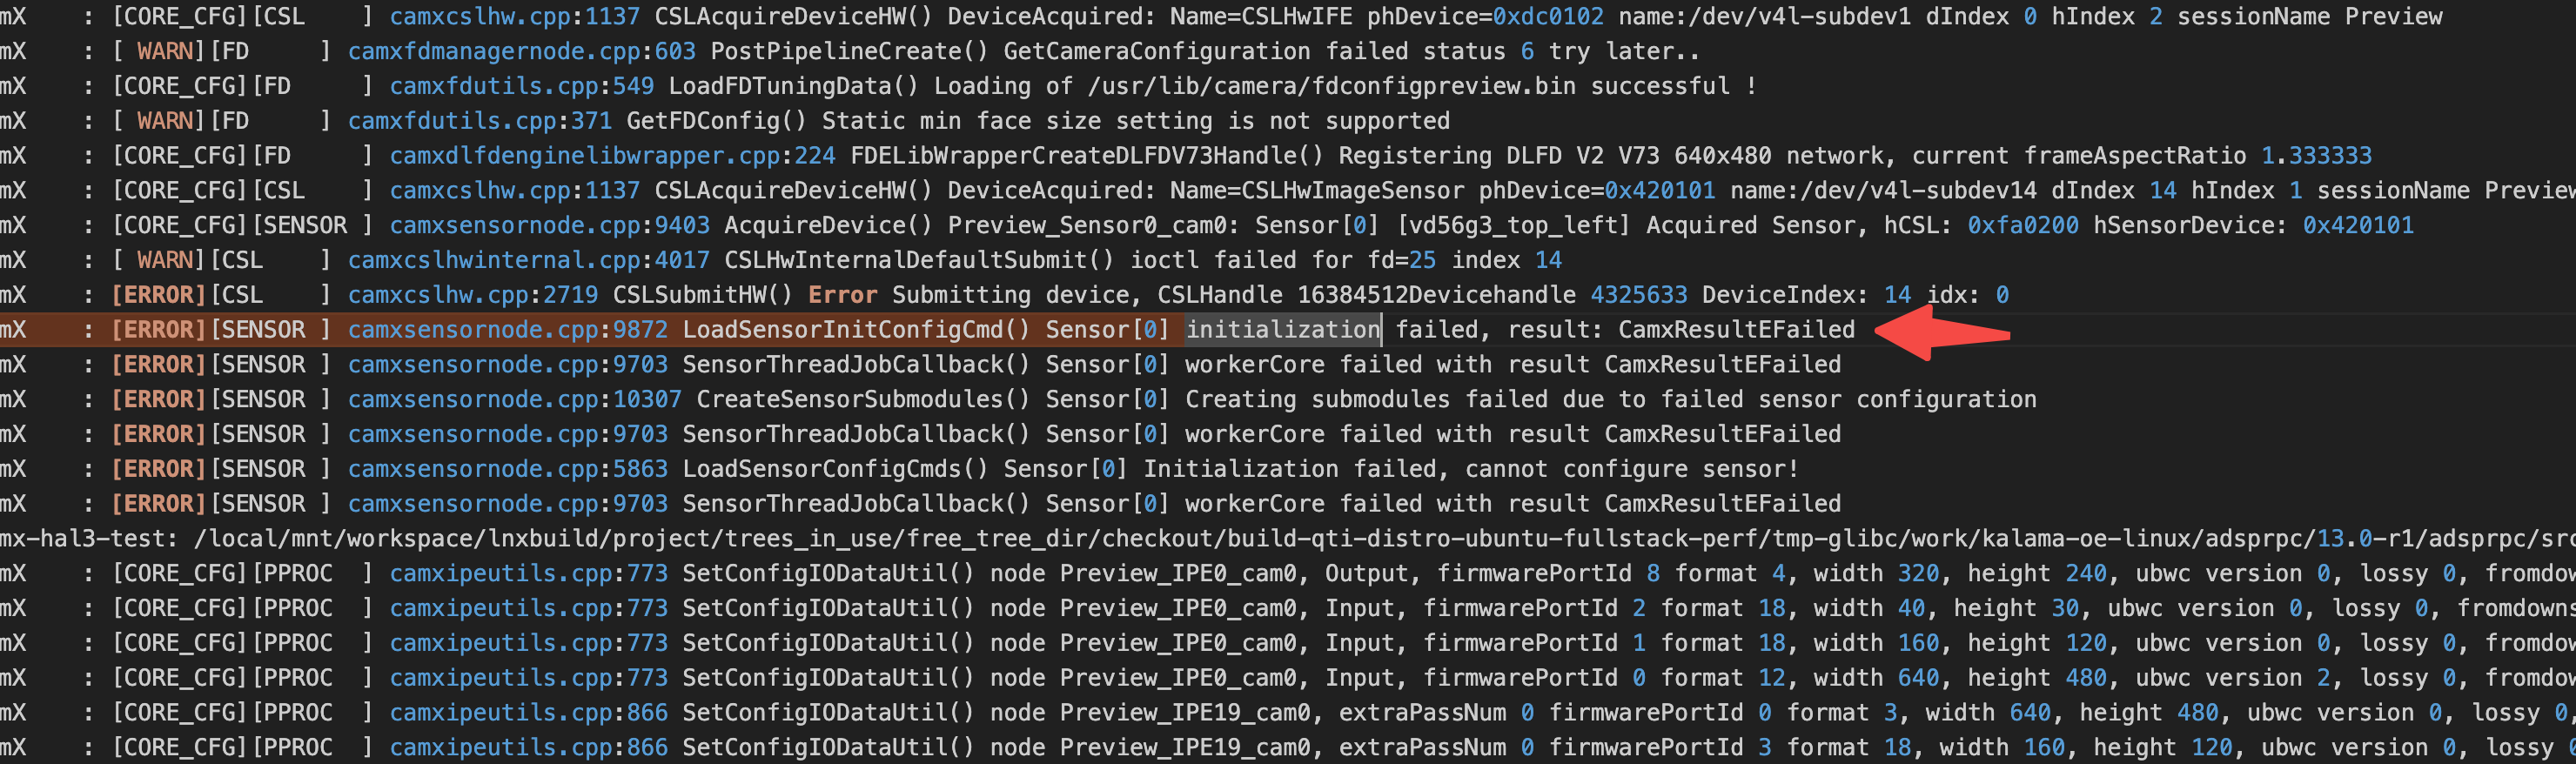 mX    : [CORE_CFG][CSL    ] camxcslhw.cpp:1137 CSLAcquireDeviceHW() DeviceAcquired: Name=CSLHwIFE phDevice=0xdc0102 name:/dev/v4l-subdev1 dIndex 0 hIndex 2 sessionName Preview
mX    : [ WARN][FD     ] camxfdmanagernode.cpp:603 PostPipelineCreate() GetCameraConfiguration failed status 6 try later..
mX    : [CORE_CFG][FD     ] camxfdutils.cpp:549 LoadFDTuningData() Loading of /usr/lib/camera/fdconfigpreview.bin successful !
mX    : [ WARN][FD     ] camxfdutils.cpp:371 GetFDConfig() Static min face size setting is not supported
mX    : [CORE_CFG][FD     ] camxdlfdenginelibwrapper.cpp:224 FDELibWrapperCreateDLFDV73Handle() Registering DLFD V2 V73 640x480 network, current frameAspectRatio 1.333333
mX    : [CORE_CFG][CSL    ] camxcslhw.cpp:1137 CSLAcquireDeviceHW() DeviceAcquired: Name=CSLHwImageSensor phDevice=0x420101 name:/dev/v4l-subdev14 dIndex 14 hIndex 1 sessionName Preview
mX    : [CORE_CFG][SENSOR ] camxsensornode.cpp:9403 AcquireDevice() Preview_Sensor0_cam0: Sensor[0] [vd56g3_top_left] Acquired Sensor, hCSL: 0xfa0200 hSensorDevice: 0x420101
mX    : [ WARN][CSL    ] camxcslhwinternal.cpp:4017 CSLHwInternalDefaultSubmit() ioctl failed for fd=25 index 14
mX    : [ERROR][CSL    ] camxcslhw.cpp:2719 CSLSubmitHW() Error Submitting device, CSLHandle 16384512Devicehandle 4325633 DeviceIndex: 14 idx: 0
mX    : [ERROR][SENSOR ] camxsensornode.cpp:9872 LoadSensorInitConfigCmd() Sensor[0] initialization failed, result: CamxResultEFailed
mX    : [ERROR][SENSOR ] camxsensornode.cpp:9703 SensorThreadJobCallback() Sensor[0] workerCore failed with result CamxResultEFailed
mX    : [ERROR][SENSOR ] camxsensornode.cpp:10307 CreateSensorSubmodules() Sensor[0] Creating submodules failed due to failed sensor configuration
mX    : [ERROR][SENSOR ] camxsensornode.cpp:9703 SensorThreadJobCallback() Sensor[0] workerCore failed with result CamxResultEFailed
mX    : [ERROR][SENSOR ] camxsensornode.cpp:5863 LoadSensorConfigCmds() Sensor[0] Initialization failed, cannot configure sensor!
mX    : [ERROR][SENSOR ] camxsensornode.cpp:9703 SensorThreadJobCallback() Sensor[0] workerCore failed with result CamxResultEFailed
mx-hal3-test: /local/mnt/workspace/lnxbuild/project/trees_in_use/free_tree_dir/checkout/build-qti-distro-ubuntu-fullstack-perf/tmp-glibc/work/kalama-oe-linux/adsprpc/13.0-r1/adsprpc/src
mX    : [CORE_CFG][PPROC  ] camxipeutils.cpp:773 SetConfigIODataUtil() node Preview_IPE0_cam0, Output, firmwarePortId 8 format 4, width 320, height 240, ubwc version 0, lossy 0, fromdow
mX    : [CORE_CFG][PPROC  ] camxipeutils.cpp:773 SetConfigIODataUtil() node Preview_IPE0_cam0, Input, firmwarePortId 2 format 18, width 40, height 30, ubwc version 0, lossy 0, fromdowns
mX    : [CORE_CFG][PPROC  ] camxipeutils.cpp:773 SetConfigIODataUtil() node Preview_IPE0_cam0, Input, firmwarePortId 1 format 18, width 160, height 120, ubwc version 0, lossy 0, fromdow
mX    : [CORE_CFG][PPROC  ] camxipeutils.cpp:773 SetConfigIODataUtil() node Preview_IPE0_cam0, Input, firmwarePortId 0 format 12, width 640, height 480, ubwc version 2, lossy 0, fromdow
mX    : [CORE_CFG][PPROC  ] camxipeutils.cpp:866 SetConfigIODataUtil() node Preview_IPE19_cam0, extraPassNum 0 firmwarePortId 0 format 3, width 640, height 480, ubwc version 0, lossy 0,
mX    : [CORE_CFG][PPROC  ] camxipeutils.cpp:866 SetConfigIODataUtil() node Preview_IPE19_cam0, extraPassNum 0 firmwarePortId 3 format 18, width 160, height 120, ubwc version 0, lossy 0